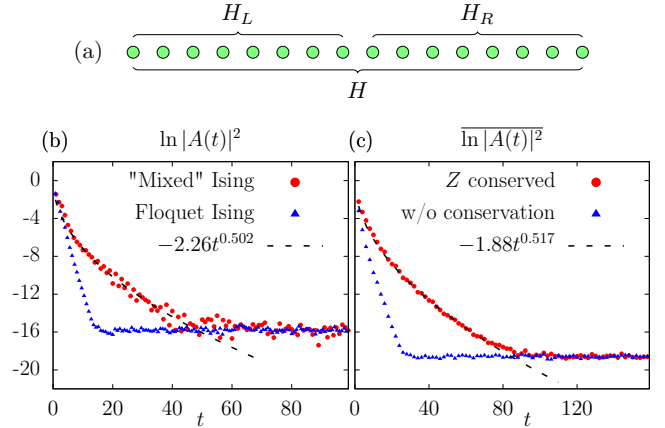 H_L H_R
(a)
H
(b) ln |A(t)|^2
0
-4
-8
-12
-16
-20
"Mixed" Ising
Floquet Ising
−2.26t^{0.502}
0 20 40 60 80
t
(c) \overline{ln |A(t)|^2}
Z conserved
w/o conservation
−1.88t^{0.517}
0 40 80 120
t